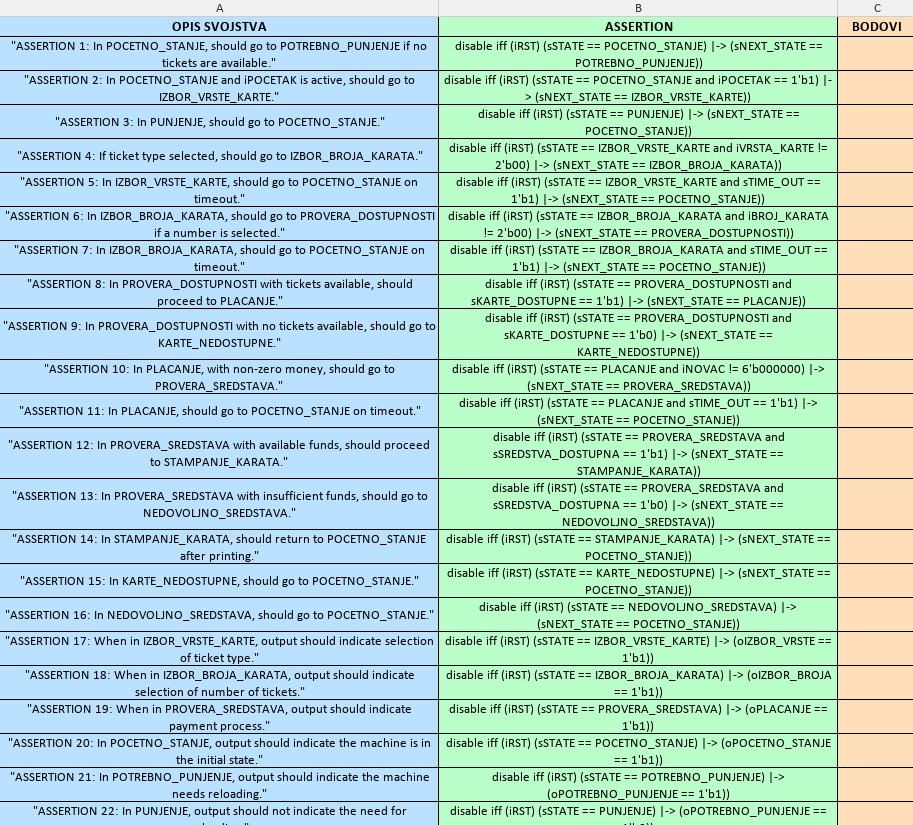 A
B
C
OPIS SVOJSTVA
ASSERTION
BODOVI
"ASSERTION 1: In POCETNO_STANJE, should go to POTREBNO_PUNJENJE if no
tickets are available."
disable iff (iRST) (sSTATE == POCETNO_STANJE) |-> (sNEXT_STATE ==
POTREBNO_PUNJENJE))
"ASSERTION 2: In POCETNO_STANJE and iPOCETAK is active, should go to
IZBOR_VRSTE_KARTE."
disable iff (iRST) (sSTATE == POCETNO_STANJE and iPOCETAK == 1'b1) |-
> (sNEXT_STATE == IZBOR_VRSTE_KARTE))
"ASSERTION 3: In PUNJENJE, should go to POCETNO_STANJE."
disable iff (iRST) (sSTATE == PUNJENJE) |-> (sNEXT_STATE ==
POCETNO_STANJE))
"ASSERTION 4: If ticket type selected, should go to IZBOR_BROJA_KARATA."
disable iff (iRST) (sSTATE == IZBOR_VRSTE_KARTE and iVRSTA_KARTE !=
2'b00) |-> (sNEXT_STATE == IZBOR_BROJA_KARATA))
"ASSERTION 5: In IZBOR_VRSTE_KARTE, should go to POCETNO_STANJE on
timeout."
disable iff (iRST) (sSTATE == IZBOR_VRSTE_KARTE and sTIME_OUT ==
1'b1) |-> (sNEXT_STATE == POCETNO_STANJE))
"ASSERTION 6: In IZBOR_BROJA_KARATA, should go to PROVERA_DOSTUPNOSTI
if a number is selected."
disable iff (iRST) (sSTATE == IZBOR_BROJA_KARATA and iBROJ_KARATA
!= 2'b00) |-> (sNEXT_STATE == PROVERA_DOSTUPNOSTI))
"ASSERTION 7: In IZBOR_BROJA_KARATA, should go to POCETNO_STANJE on
timeout."
disable iff (iRST) (sSTATE == IZBOR_BROJA_KARATA and sTIME_OUT ==
1'b1) |-> (sNEXT_STATE == POCETNO_STANJE))
"ASSERTION 8: In PROVERA_DOSTUPNOSTI with tickets available, should
proceed to PLACANJE."
disable iff (iRST) (sSTATE == PROVERA_DOSTUPNOSTI and
sKARTE_DOSTUPNE == 1'b1) |-> (sNEXT_STATE == PLACANJE))
"ASSERTION 9: In PROVERA_DOSTUPNOSTI with no tickets available, should go to
KARTE_NEDOSTUPNE."
disable iff (iRST) (sSTATE == PROVERA_DOSTUPNOSTI and
sKARTE_DOSTUPNE == 1'b0) |-> (sNEXT_STATE ==
KARTE_NEDOSTUPNE))
"ASSERTION 10: In PLACANJE, with non-zero money, should go to
PROVERA_SREDSTAVA."
disable iff (iRST) (sSTATE == PLACANJE and iNOVAC != 6'b000000) |->
(sNEXT_STATE == PROVERA_SREDSTAVA))
"ASSERTION 11: In PLACANJE, should go to POCETNO_STANJE on timeout."
disable iff (iRST) (sSTATE == PLACANJE and sTIME_OUT == 1'b1) |->
(sNEXT_STATE == POCETNO_STANJE))
"ASSERTION 12: In PROVERA_SREDSTAVA with available funds, should proceed
to STAMPANJE_KARATA."
disable iff (iRST) (sSTATE == PROVERA_SREDSTAVA and
sSREDSTVA_DOSTUPNA == 1'b1) |-> (sNEXT_STATE ==
STAMPANJE_KARATA))
"ASSERTION 13: In PROVERA_SREDSTAVA with insufficient funds, should go to
NEDOVOLJNO_SREDSTAVA."
disable iff (iRST) (sSTATE == PROVERA_SREDSTAVA and
sSREDSTVA_DOSTUPNA == 1'b0) |-> (sNEXT_STATE ==
NEDOVOLJNO_SREDSTAVA))
"ASSERTION 14: In STAMPANJE_KARATA, should return to POCETNO_STANJE
after printing."
disable iff (iRST) (sSTATE == STAMPANJE_KARATA) |-> (sNEXT_STATE ==
POCETNO_STANJE))
"ASSERTION 15: In KARTE_NEDOSTUPNE, should go to POCETNO_STANJE."
disable iff (iRST) (sSTATE == KARTE_NEDOSTUPNE) |-> (sNEXT_STATE ==
POCETNO_STANJE))
"ASSERTION 16: In NEDOVOLJNO_SREDSTAVA, should go to POCETNO_STANJE."
disable iff (iRST) (sSTATE == NEDOVOLJNO_SREDSTAVA) |->
(sNEXT_STATE == POCETNO_STANJE))
"ASSERTION 17: When in IZBOR_VRSTE_KARTE, output should indicate selection
of ticket type."
disable iff (iRST) (sSTATE == IZBOR_VRSTE_KARTE) |-> (oIZBOR_VRSTE ==
1'b1))
"ASSERTION 18: When in IZBOR_BROJA_KARATA, output should indicate
selection of number of tickets."
disable iff (iRST) (sSTATE == IZBOR_BROJA_KARATA) |-> (oIZBOR_BROJA
== 1'b1))
"ASSERTION 19: When in PROVERA_SREDSTAVA, output should indicate
payment process."
disable iff (iRST) (sSTATE == PROVERA_SREDSTAVA) |-> (oPLACANJE ==
1'b1))
"ASSERTION 20: In POCETNO_STANJE, output should indicate the machine is in
the initial state."
disable iff (iRST) (sSTATE == POCETNO_STANJE) |-> (oPOCETNO_STANJE
== 1'b1))
"ASSERTION 21: In POTREBNO_PUNJENJE, output should indicate the machine
needs reloading."
disable iff (iRST) (sSTATE == POTREBNO_PUNJENJE) |->
(oPOTREBNO_PUNJENJE == 1'b1))
"ASSERTION 22: In PUNJENJE, output should not indicate the need for
disable iff (iRST) (sSTATE == PUNJENJE) |-> (oPOTREBNO_PUNJENJE ==